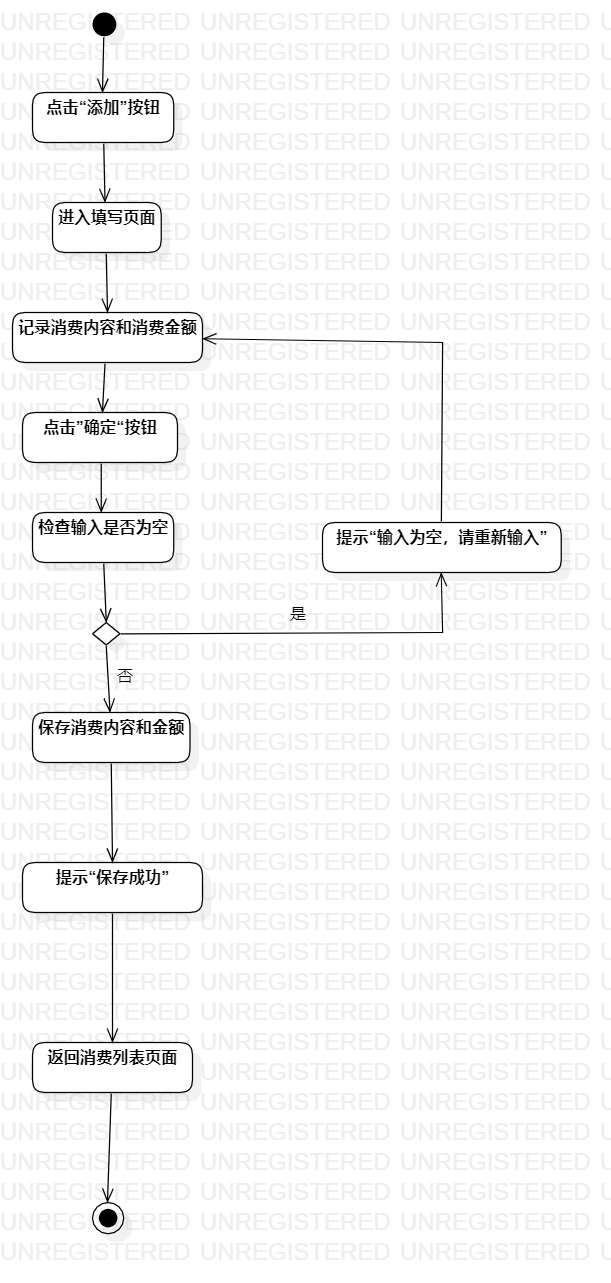 点击“添加”按钮
进入填写页面
记录消费内容和消费金额
点击”确定“按钮
检查输入是否为空
提示“输入为空，请重新输入”
是
否
保存消费内容和金额
提示“保存成功”
返回消费列表页面
UNREGISTERED